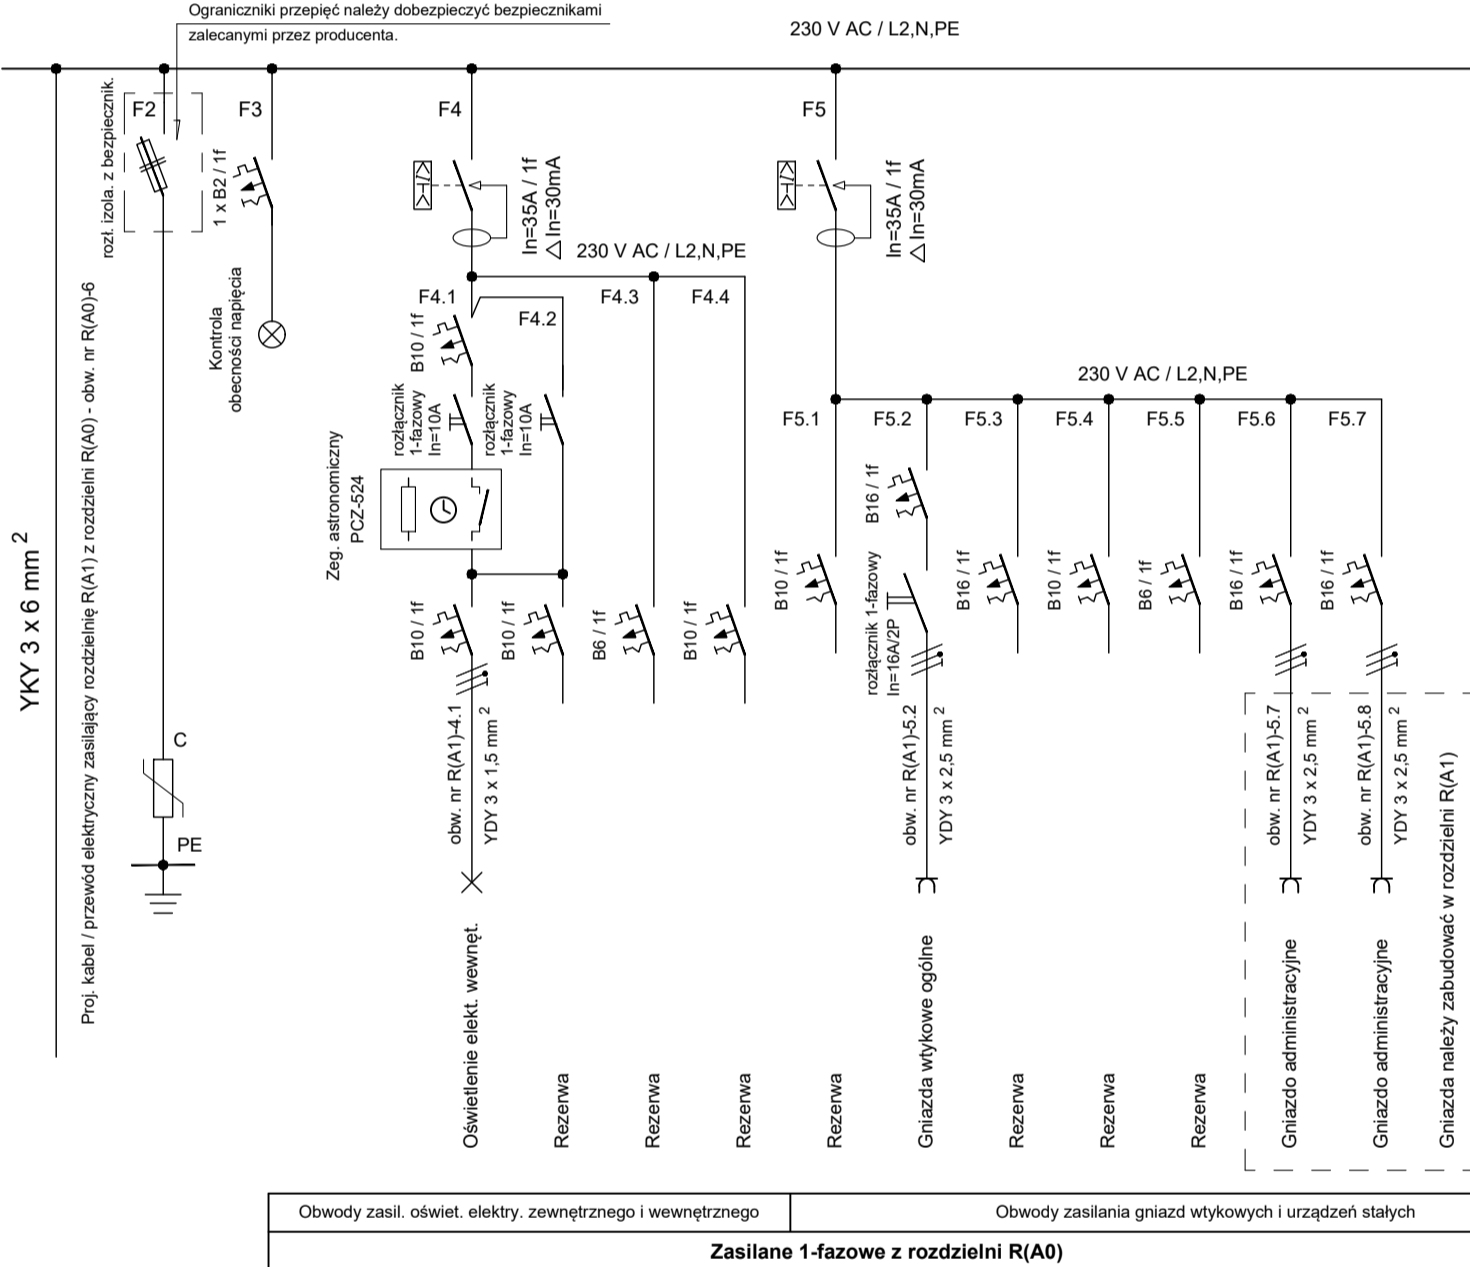 Ograniczniki przepięć należy dobezpieczyć bezpiecznikami
zalecanymi przez producenta.
230 V AC / L2,N,PE
YKY 3 x 6 mm 2
Proj. kabel / przewód elektryczny zasilający rozdzielnię R(A1) z rozdzielni R(A0) - obw. nr R(A0)-6
rozł. izola. z bezpiecznik.
F2
C
PE
F3
1 x B2 / 1f
Kontrola
obecności napięcia
F4
In=35A / 1f
△ In=30mA
230 V AC / L2,N,PE
F4.1
B10 / 1f
rozłącznik
1-fazowy
In=10A
Zeg. astronomiczny
PCZ-524
B10 / 1f
obw. nr R(A1)-4.1
YDY 3 x 1,5 mm 2
Oświetlenie elekt. wewnęt.
F4.2
rozłącznik
1-fazowy
In=10A
B10 / 1f
Rezerwa
F4.3
B6 / 1f
Rezerwa
F4.4
B10 / 1f
Rezerwa
F5
In=35A / 1f
△ In=30mA
230 V AC / L2,N,PE
F5.1
B10 / 1f
Rezerwa
F5.2
B16 / 1f
rozłącznik 1-fazowy
In=16A/2P
obw. nr R(A1)-5.2
YDY 3 x 2,5 mm 2
Gniazda wtykowe ogólne
F5.3
B16 / 1f
Rezerwa
F5.4
B10 / 1f
Rezerwa
F5.5
B6 / 1f
Rezerwa
F5.6
B16 / 1f
obw. nr R(A1)-5.7
YDY 3 x 2,5 mm 2
Gniazdo administracyjne
F5.7
B16 / 1f
obw. nr R(A1)-5.8
YDY 3 x 2,5 mm 2
Gniazdo administracyjne
Gniazda należy zabudować w rozdzielni R(A1)
Obwody zasil. oświet. elektry. zewnętrznego i wewnętrznego
Obwody zasilania gniazd wtykowych i urządzeń stałych
Zasilane 1-fazowe z rozdzielni R(A0)